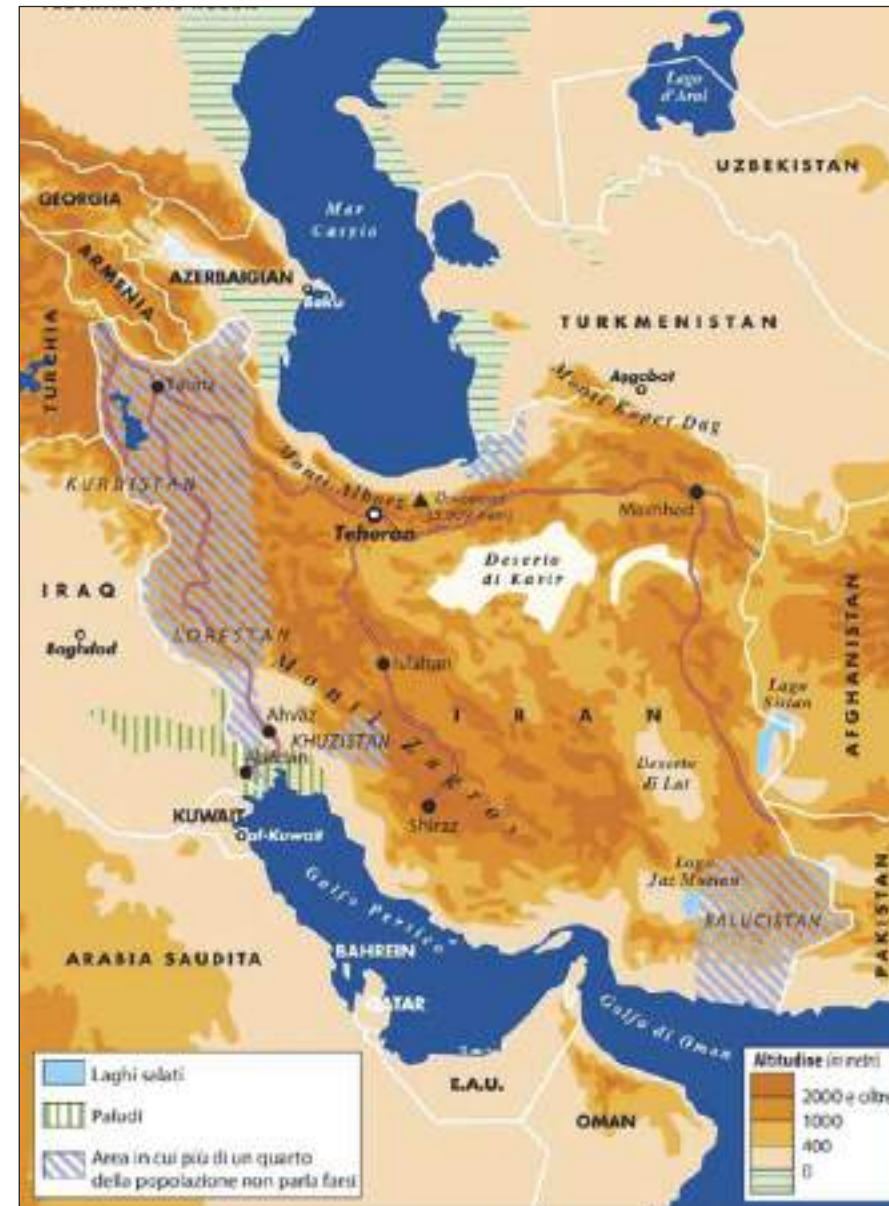 Lago
d'Aral
UZBEKISTAN
GEORGIA
Mar
Caspio
ARMENIA
AZERBAIGIAN
Baku
TURKMENISTAN
TURCHIA
Asgabat
Monti Kopet Dag
Tabriz
KURDISTAN
Monti Alborz
Mashhad
Teheran
Deserto
di Kavir
IRAQ
Baghdad
LORESTAN
AFGHANISTAN
Isfahan
Monti Zagros
IRAN
Lago
Sistan
Ahvaz
KHUZISTAN
Abadan
Deserto
di Lut
KUWAIT
al-Kuwait
Shiraz
Lago
Jaz Murian
BALUCISTAN
PAKISTAN
Golfo Persico
ARABIA SAUDITA
BAHREIN
QATAR
Golfo di Oman
E.A.U.
OMAN
Laghi salati
Paludi
Area in cui più di un quarto
della popolazione non parla farsi
Altitudine (in metri)
2000 e oltre
1000
400
0